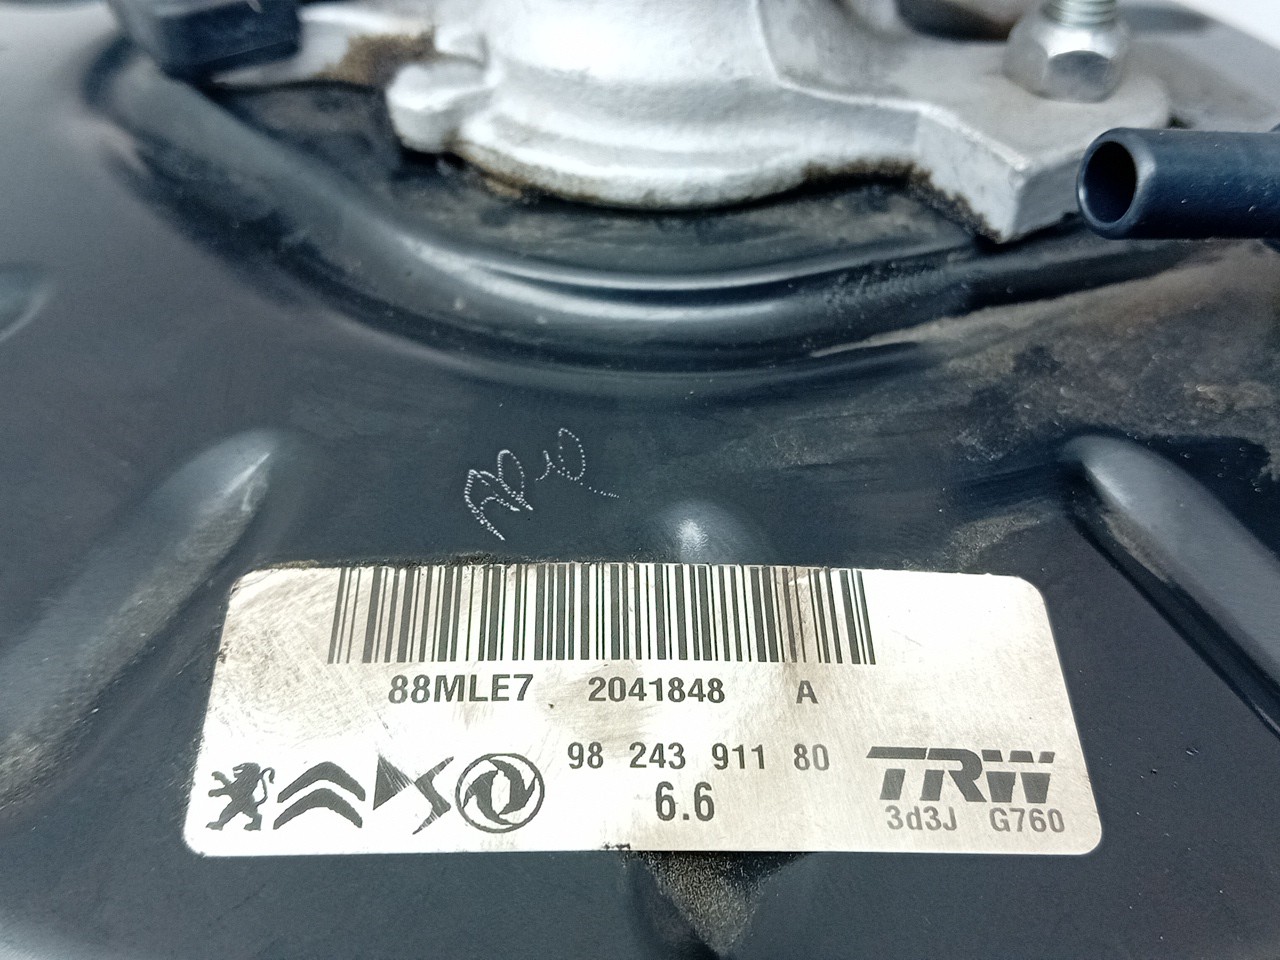 88MLE7 2041848 A
98 243 911 80
6.6
TRW
3d3J G760